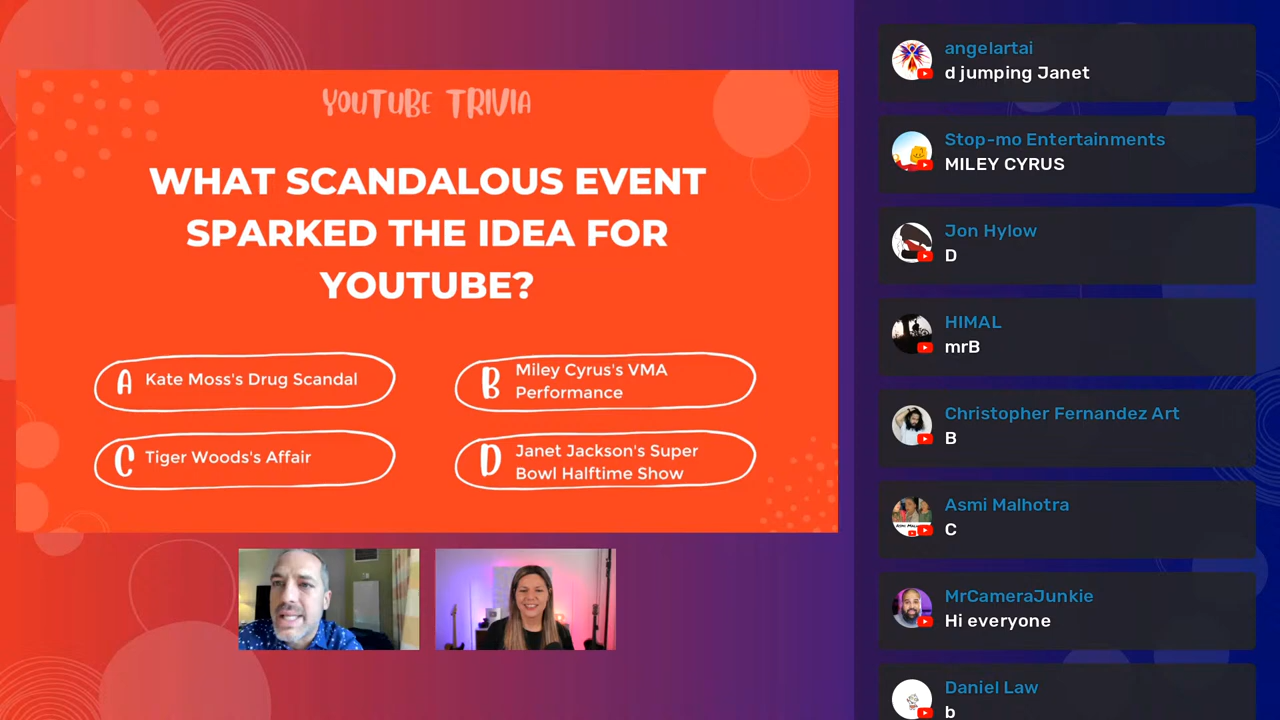 YOUTUBE TRIVIA
WHAT SCANDALOUS EVENT
SPARKED THE IDEA FOR
YOUTUBE?
A Kate Moss's Drug Scandal
B Miley Cyrus's VMA
Performance
C Tiger Woods's Affair
D Janet Jackson's Super
Bowl Halftime Show
angelartai
d jumping Janet
Stop-mo Entertainments
MILEY CYRUS
Jon Hylow
D
HIMAL
mrB
Christopher Fernandez Art
B
Asmi Malhotra
C
MrCameraJunkie
Hi everyone
Daniel Law
b